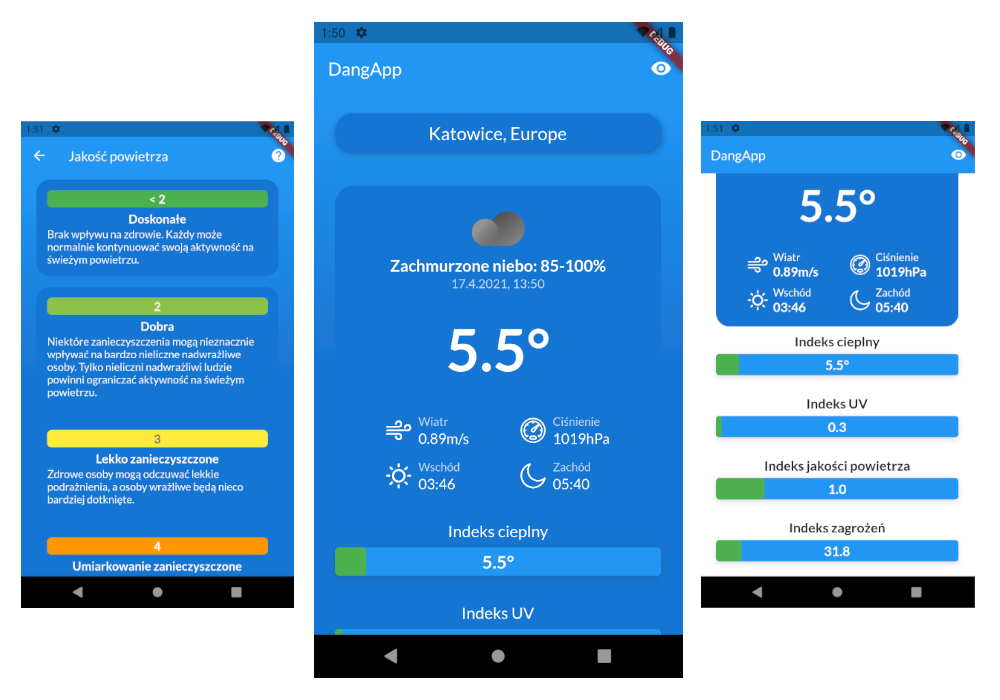 1:51
DEBUG
Jakość powietrza
?
< 2
Doskonałe
Brak wpływu na zdrowie. Każdy może
normalnie kontynuować swoją aktywność na
świeżym powietrzu.
2
Dobra
Niektóre zanieczyszczenia mogą nieznacznie
wpływać na bardzo nieliczne nadwrażliwe
osoby. Tylko nieliczni nadwrażliwi ludzie
powinni ograniczać aktywność na świeżym
powietrzu.
3
Lekko zanieczyszczone
Zdrowe osoby mogą odczuwać lekkie
podrażnienia, a osoby wrażliwe będą nieco
bardziej dotknięte.
4
Umiarkowanie zanieczyszczone
1:50
DEBUG
DangApp
Katowice, Europe
Zachmurzone niebo: 85-100%
17.4.2021, 13:50
5.5°
Wiatr
0.89m/s
Ciśnienie
1019hPa
Wschód
03:46
Zachód
05:40
Indeks cieplny
5.5°
Indeks UV
1:51
DEBUG
DangApp
5.5°
Wiatr
0.89m/s
Ciśnienie
1019hPa
Wschód
03:46
Zachód
05:40
Indeks cieplny
5.5°
Indeks UV
0.3
Indeks jakości powietrza
1.0
Indeks zagrożeń
31.8